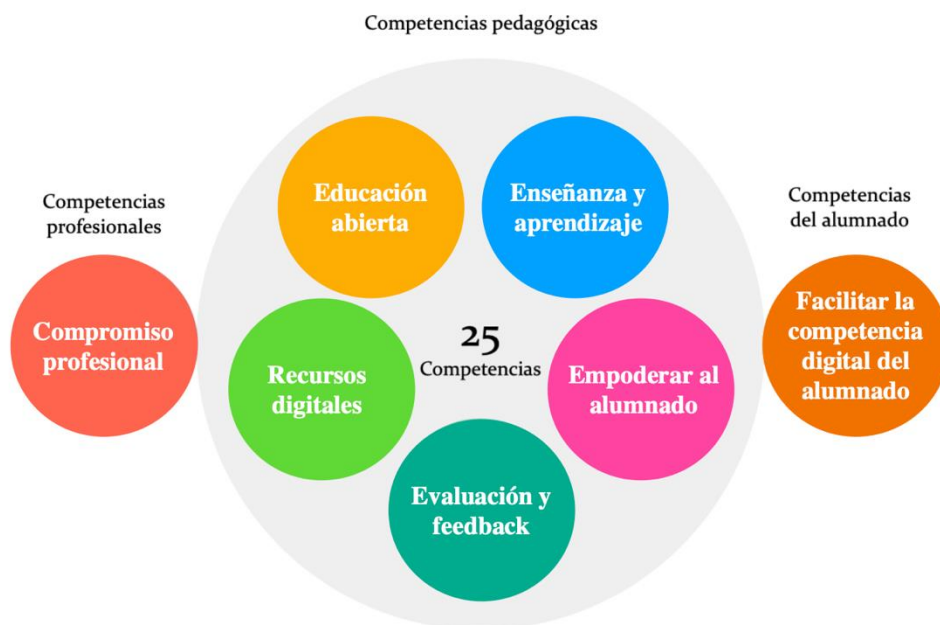 Competencias pedagógicas
Educación
abierta
Enseñanza y
aprendizaje
Competencias
profesionales
Competencias
del alumnado
Compromiso
profesional
Recursos
digitales
25
Competencias
Empoderar al
alumnado
Facilitar la
competencia
digital del
alumnado
Evaluación y
feedback